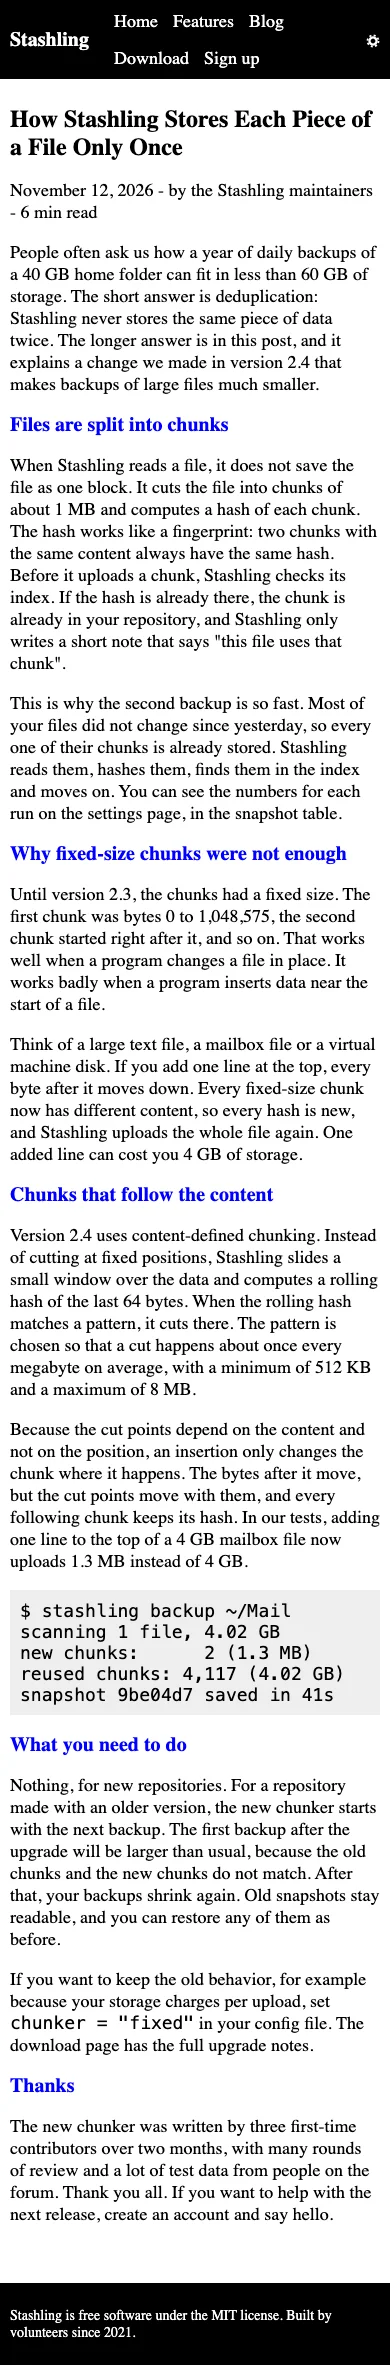 Stashling
Home Features Blog
Download Sign up
How Stashling Stores Each Piece of
a File Only Once
November 12, 2026 - by the Stashling maintainers
- 6 min read
People often ask us how a year of daily backups of
a 40 GB home folder can fit in less than 60 GB of
storage. The short answer is deduplication:
Stashling never stores the same piece of data
twice. The longer answer is in this post, and it
explains a change we made in version 2.4 that
makes backups of large files much smaller.
Files are split into chunks
When Stashling reads a file, it does not save the
file as one block. It cuts the file into chunks of
about 1 MB and computes a hash of each chunk.
The hash works like a fingerprint: two chunks with
the same content always have the same hash.
Before it uploads a chunk, Stashling checks its
index. If the hash is already there, the chunk is
already in your repository, and Stashling only
writes a short note that says "this file uses that
chunk".
This is why the second backup is so fast. Most of
your files did not change since yesterday, so every
one of their chunks is already stored. Stashling
reads them, hashes them, finds them in the index
and moves on. You can see the numbers for each
run on the settings page, in the snapshot table.
Why fixed-size chunks were not enough
Until version 2.3, the chunks had a fixed size. The
first chunk was bytes 0 to 1,048,575, the second
chunk started right after it, and so on. That works
well when a program changes a file in place. It
works badly when a program inserts data near the
start of a file.
Think of a large text file, a mailbox file or a virtual
machine disk. If you add one line at the top, every
byte after it moves down. Every fixed-size chunk
now has different content, so every hash is new,
and Stashling uploads the whole file again. One
added line can cost you 4 GB of storage.
Chunks that follow the content
Version 2.4 uses content-defined chunking. Instead
of cutting at fixed positions, Stashling slides a
small window over the data and computes a rolling
hash of the last 64 bytes. When the rolling hash
matches a pattern, it cuts there. The pattern is
chosen so that a cut happens about once every
megabyte on average, with a minimum of 512 KB
and a maximum of 8 MB.
Because the cut points depend on the content and
not on the position, an insertion only changes the
chunk where it happens. The bytes after it move,
but the cut points move with them, and every
following chunk keeps its hash. In our tests, adding
one line to the top of a 4 GB mailbox file now
uploads 1.3 MB instead of 4 GB.
$ stashling backup ~/Mail
scanning 1 file, 4.02 GB
new chunks:      2 (1.3 MB)
reused chunks: 4,117 (4.02 GB)
snapshot 9be04d7 saved in 41s
What you need to do
Nothing, for new repositories. For a repository
made with an older version, the new chunker starts
with the next backup. The first backup after the
upgrade will be larger than usual, because the old
chunks and the new chunks do not match. After
that, your backups shrink again. Old snapshots stay
readable, and you can restore any of them as
before.
If you want to keep the old behavior, for example
because your storage charges per upload, set
chunker = "fixed" in your config file. The
download page has the full upgrade notes.
Thanks
The new chunker was written by three first-time
contributors over two months, with many rounds
of review and a lot of test data from people on the
forum. Thank you all. If you want to help with the
next release, create an account and say hello.
Stashling is free software under the MIT license. Built by
volunteers since 2021.